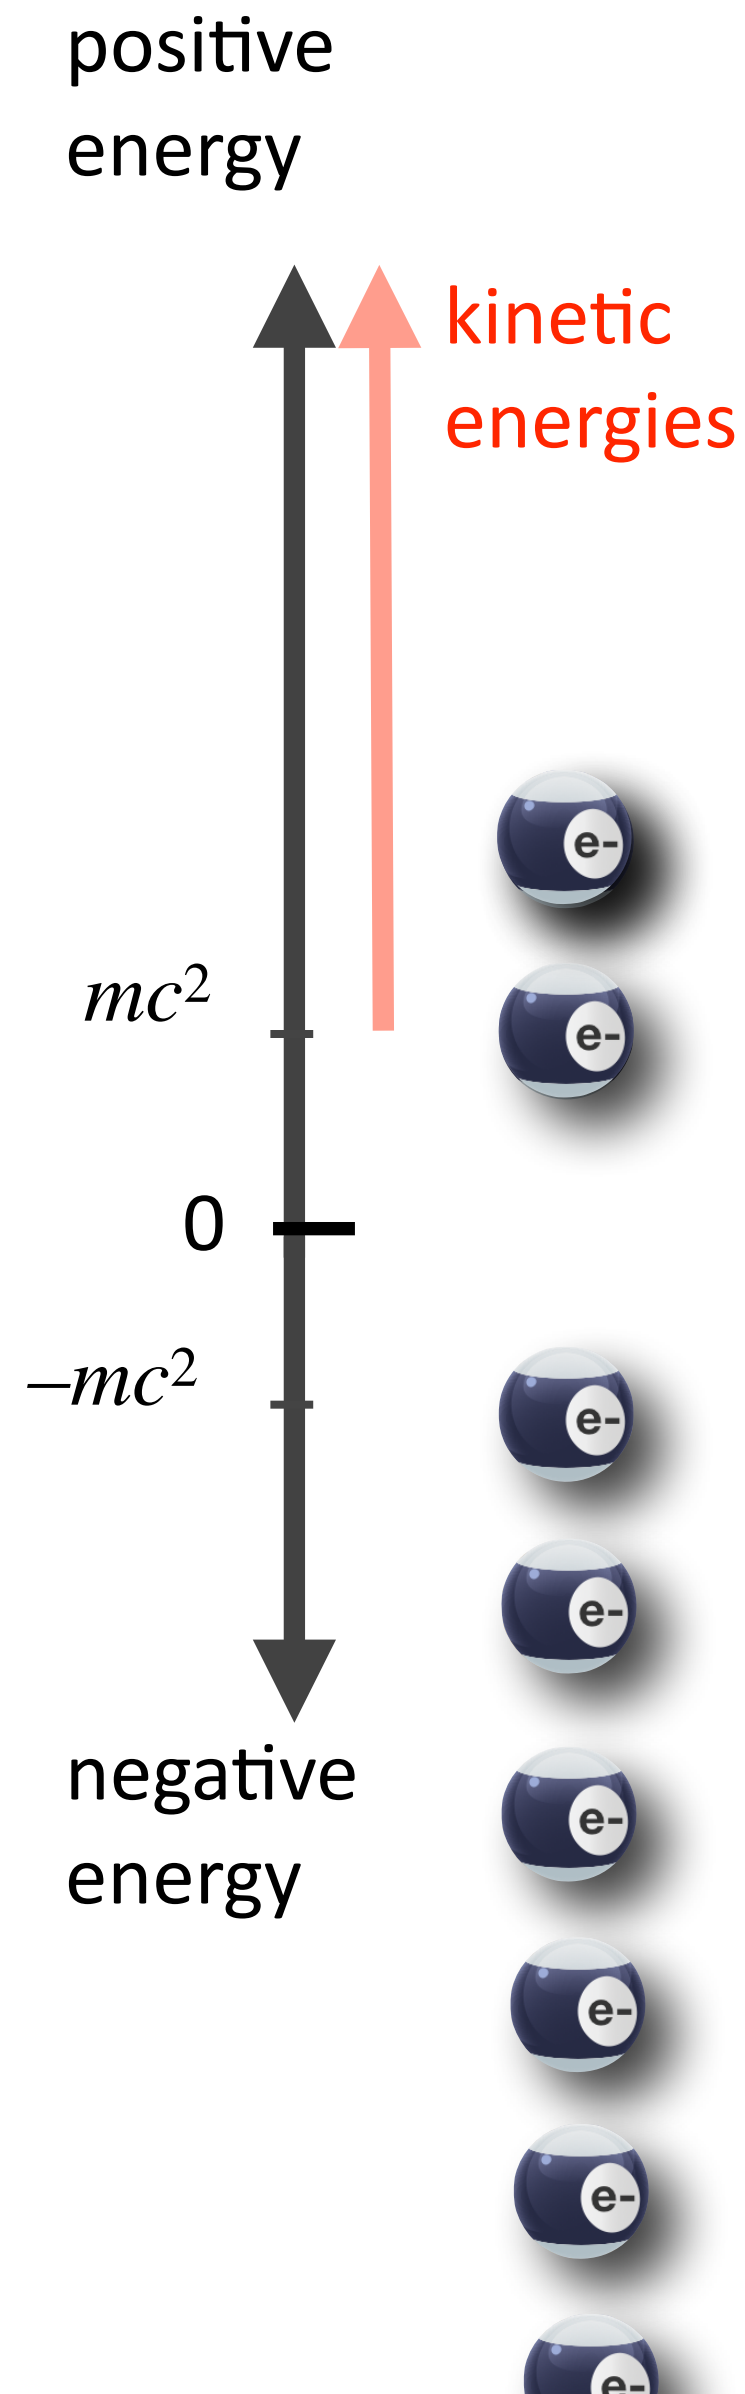 positive
energy
kinetic
energies
e-
mc²
e-
0
–mc²
e-
e-
negative
energy
e-
e-
e-
e-